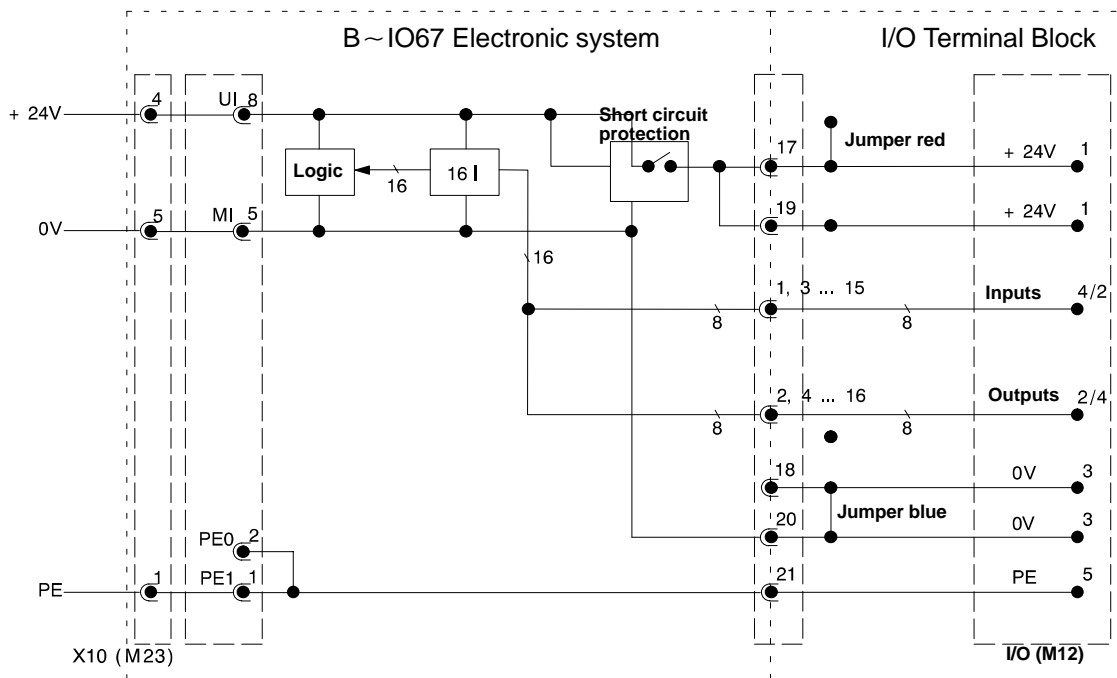 B~IO67 Electronic system
I/O Terminal Block
+ 24V
4
UI 8
Short circuit
protection
17
Jumper red
+ 24V 1
Logic
16
16 I
0V
5
MI 5
19
+ 24V 1
16
1, 3 ... 15
Inputs 4/2
8
8
2, 4 ... 16
Outputs 2/4
8
8
18
0V 3
Jumper blue
20
0V 3
PE0 2
PE
1
PE1 1
21
PE 5
X10 (M23)
I/O (M12)